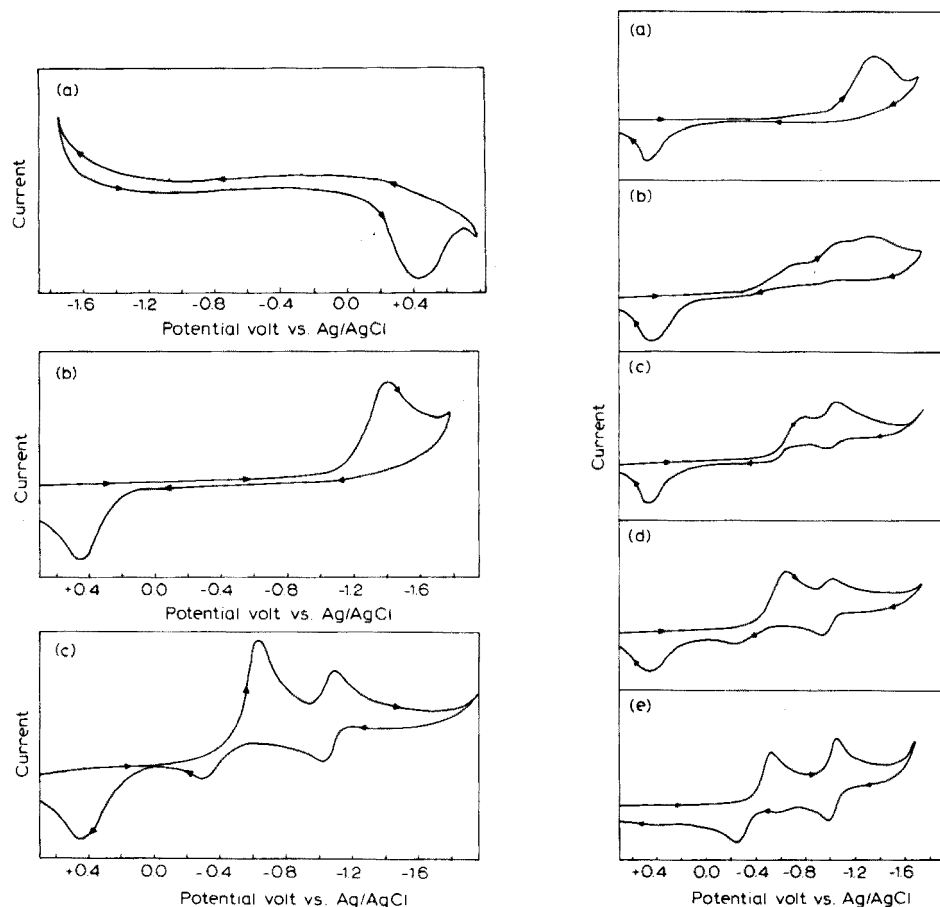 (a)
Current
-1.6 -1.2 -0.8 -0.4 0.0 +0.4
Potential volt vs. Ag/AgCl
(b)
Current
+0.4 0.0 -0.4 -0.8 -1.2 -1.6
Potential volt vs. Ag/AgCl
(c)
Current
+0.4 0.0 -0.4 -0.8 -1.2 -1.6
Potential volt vs. Ag/AgCl
(a)
(b)
(c)
Current
(d)
(e)
+0.4 0.0 -0.4 -0.8 -1.2 -1.6
Potential volt vs. Ag/AgCl